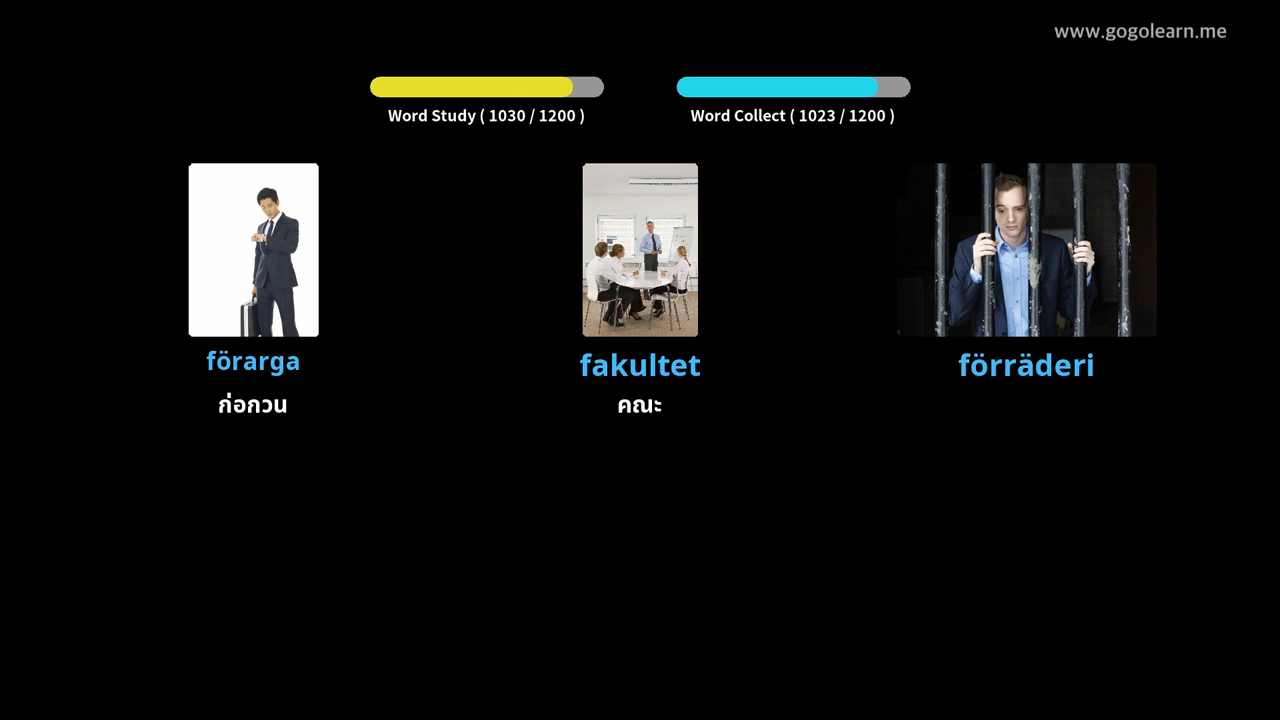 www.gogolearn.me
Word Study ( 1030 / 1200 )
Word Collect ( 1023 / 1200 )
förarga
ก่อกวน
fakultet
คณะ
förräderi